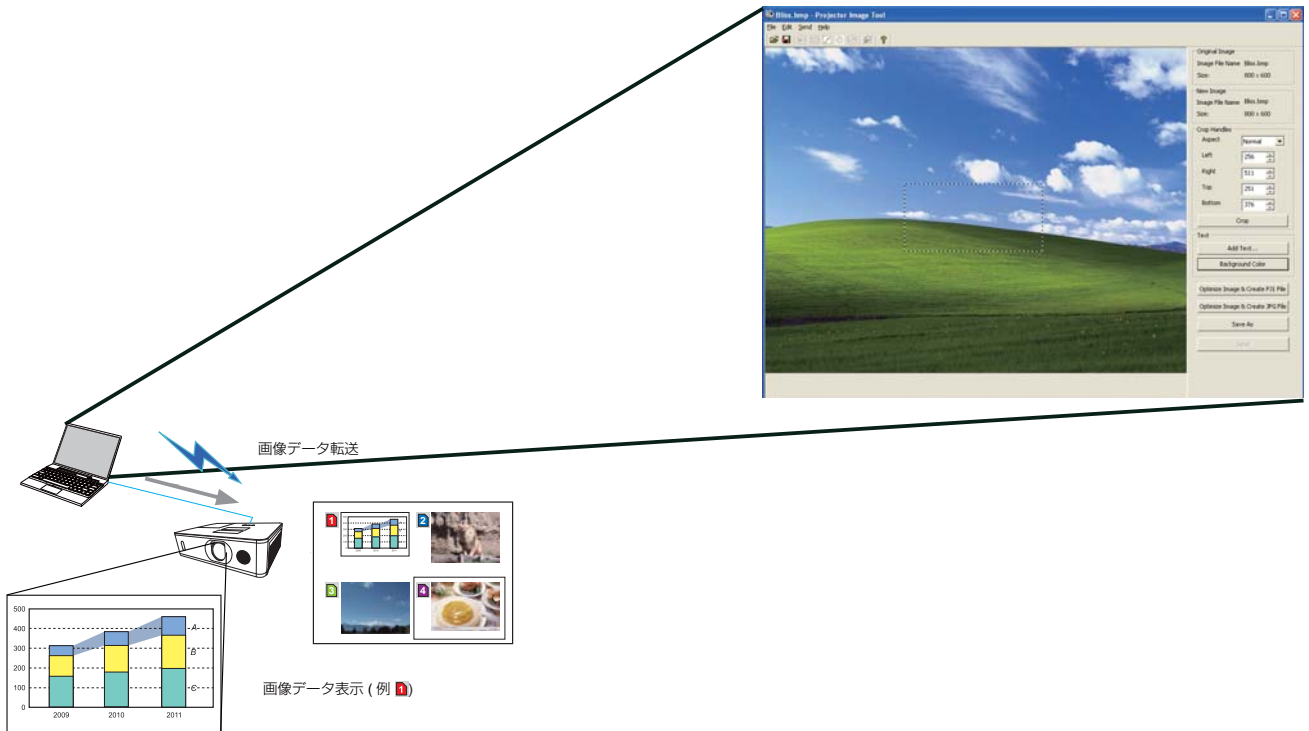 Bliss.bmp - Projector Image Tool
File Edit Send Help
Original Image
Image File Name Bliss.bmp
Size: 800 x 600
New Image
Image File Name Bliss.bmp
Size: 800 x 600
Crop Handles
Aspect Normal
Left 256
Right 511
Top 251
Bottom 376
Crop
Text
Add Text...
Background Color
Optimize Image & Create PJI File
Optimize Image & Create JPG File
Save As
Send
画像データ転送
1
2
3
4
500
400 A
300 B
200
100 C
0
2009 2010 2011
画像データ表示 ( 例 1)